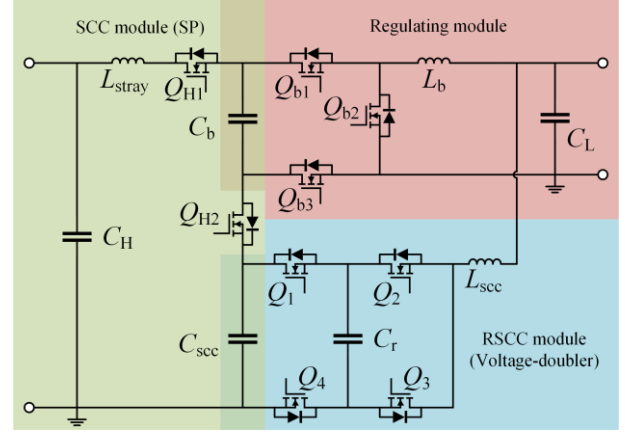 SCC module (SP)
Regulating module
L_stray
Q_H1
Q_b1
L_b
Q_b2
C_b
C_L
Q_b3
Q_H2
C_H
Q_1
Q_2
L_scc
C_scc
C_r
RSCC module
(Voltage-doubler)
Q_4
Q_3